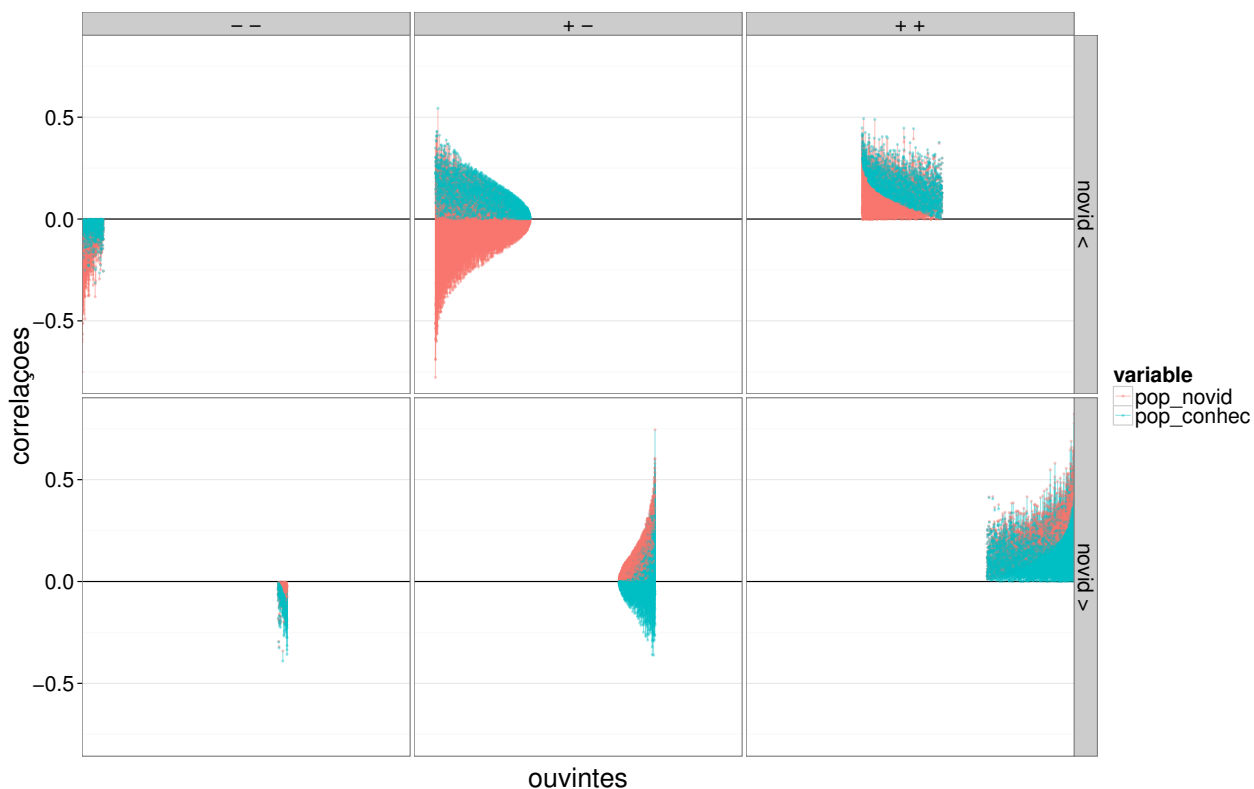 − −
+ −
+ +
0.5
0.0
−0.5
novid <
0.5
0.0
−0.5
novid >
correlaçoes
ouvintes
variable
pop_novid
pop_conhec